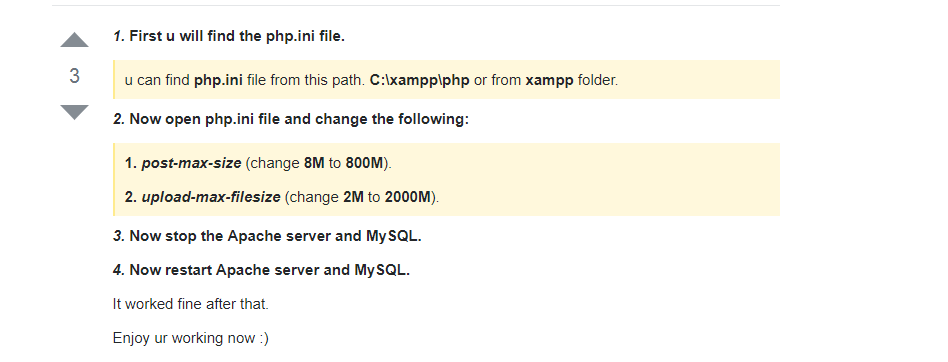 1. First u will find the php.ini file.
3
u can find php.ini file from this path. C:\xampp\php or from xampp folder.
2. Now open php.ini file and change the following:
1. post-max-size (change 8M to 800M).
2. upload-max-filesize (change 2M to 2000M).
3. Now stop the Apache server and MySQL.
4. Now restart Apache server and MySQL.
It worked fine after that.
Enjoy ur working now :)